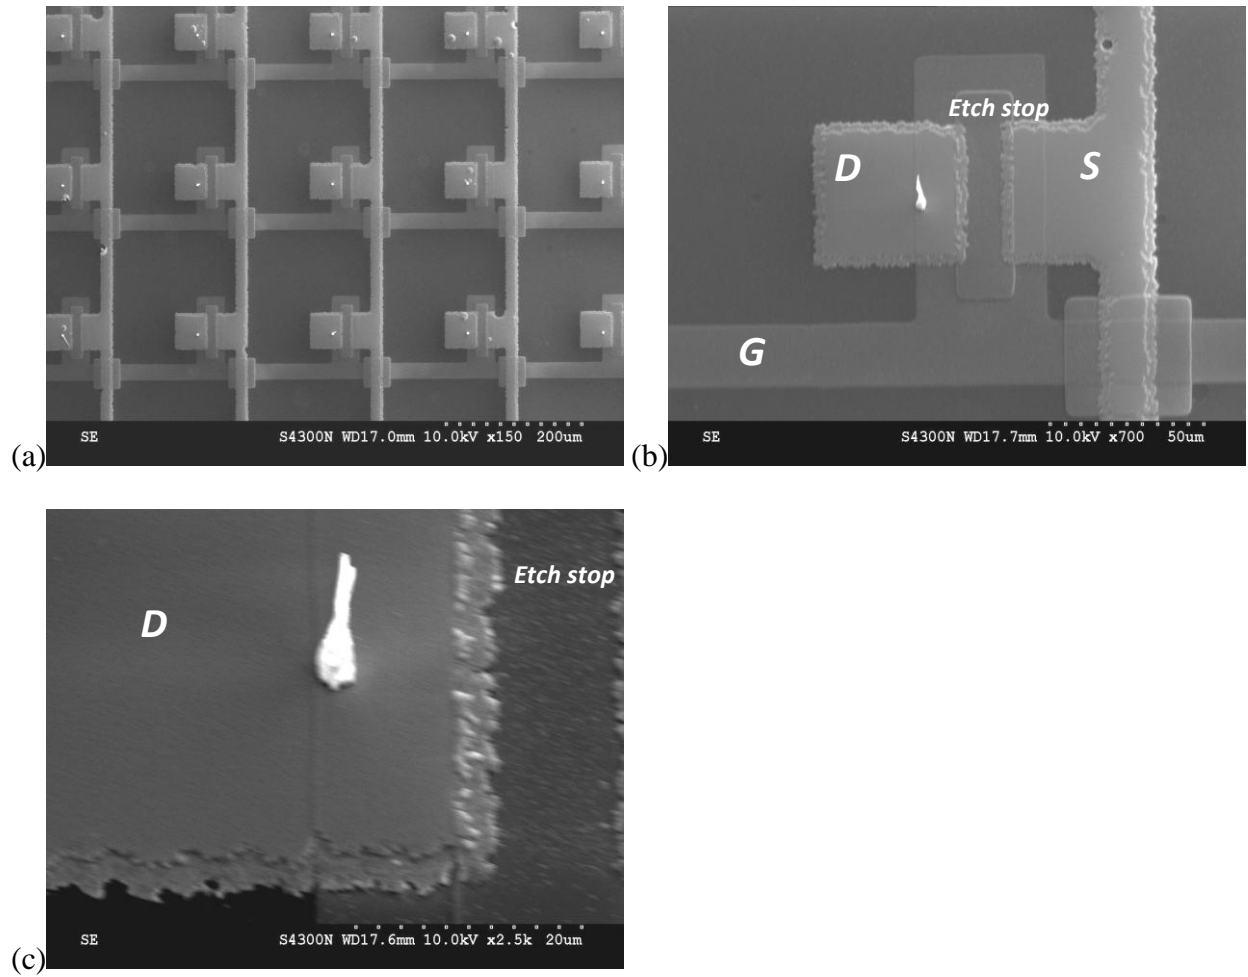 Etch stop
D
S
G
SE S4300N WD17.0mm 10.0kV x150 200um
(a)
SE S4300N WD17.7mm 10.0kV x700 50um
(b)
Etch stop
D
SE S4300N WD17.6mm 10.0kV x2.5k 20um
(c)